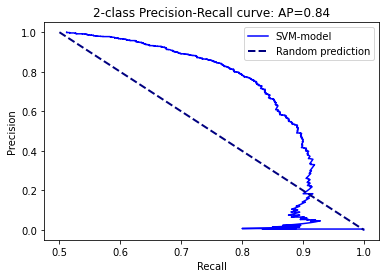 2-class Precision-Recall curve: AP=0.84
SVM-model
Random prediction
Precision
1.0
0.8
0.6
0.4
0.2
0.0
0.5 0.6 0.7 0.8 0.9 1.0
Recall